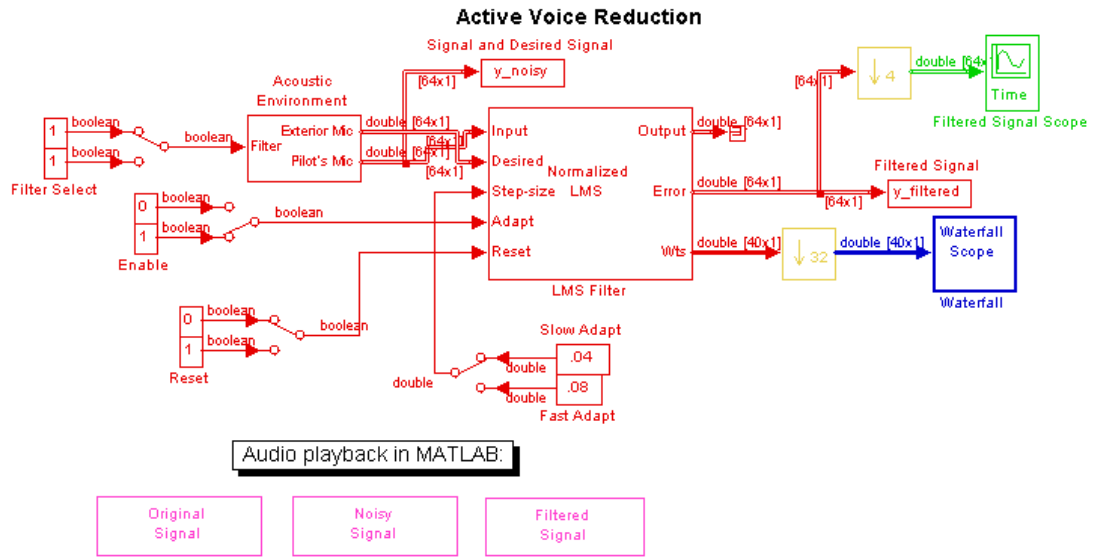 Active Voice Reduction
Signal and Desired Signal
y_noisy
[64x1]
[64x1]
↓ 4
double [64x1]
Time
Filtered Signal Scope
Acoustic
Environment
Filter
Exterior Mic
Pilot's Mic
double [64x1]
[64x1]
double [64x1]
[64x1]
1
boolean
1
boolean
boolean
Filter Select
Input
Desired
Step-size
Adapt
Reset
Normalized
LMS
Output
Error
Wts
LMS Filter
double [64x1]
double [64x1]
[64x1]
Filtered Signal
y_filtered
double [40x1]
↓ 32
double [40x1]
Waterfall
Scope
Waterfall
0
boolean
1
boolean
boolean
Enable
0
boolean
1
boolean
boolean
Reset
Slow Adapt
.04
double
.08
double
double
Fast Adapt
Audio playback in MATLAB:
Original
Signal
Noisy
Signal
Filtered
Signal